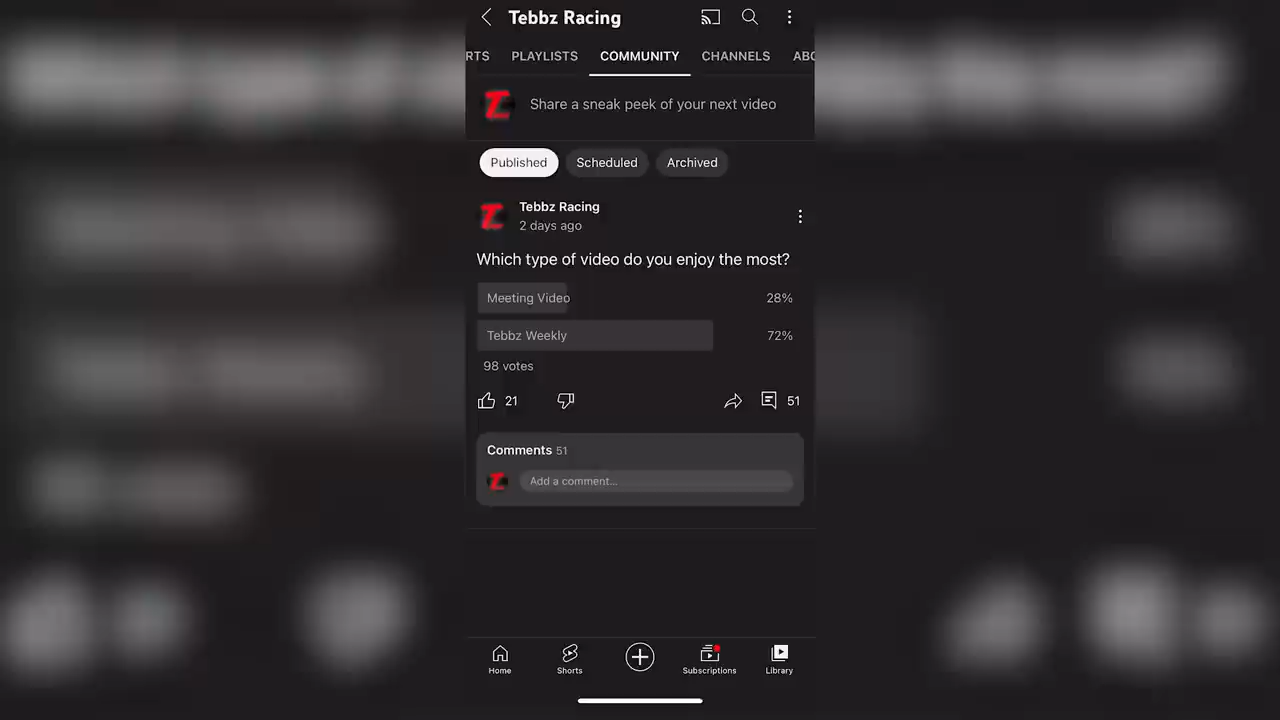 Tebbz Racing
RTS PLAYLISTS COMMUNITY CHANNELS ABO
Share a sneak peek of your next video
Published Scheduled Archived
Tebbz Racing
2 days ago
Which type of video do you enjoy the most?
Meeting Video 28%
Tebbz Weekly 72%
98 votes
21 51
Comments 51
Add a comment...
Home Shorts Subscriptions Library